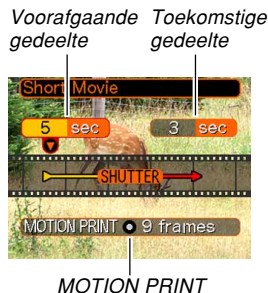 Voorafgaande Toekomstige
gedeelte gedeelte
Short Movie
5 sec 3 sec
SHUTTER
MOTION PRINT 9 frames
MOTION PRINT